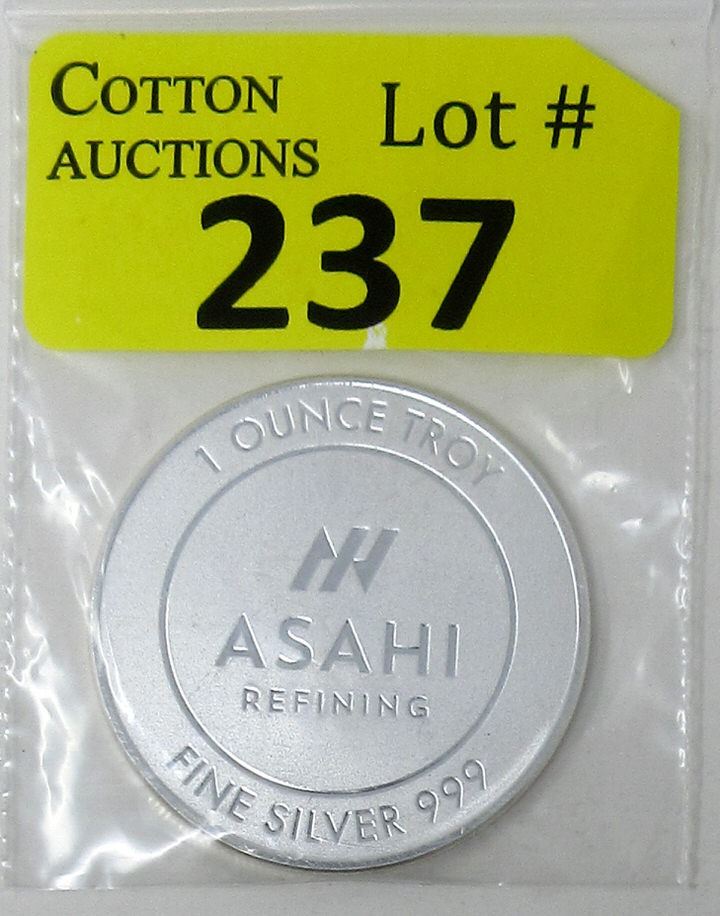 COTTON
AUCTIONS
Lot #
237
1 OUNCE TROY
ASAHI
REFINING
FINE SILVER 999